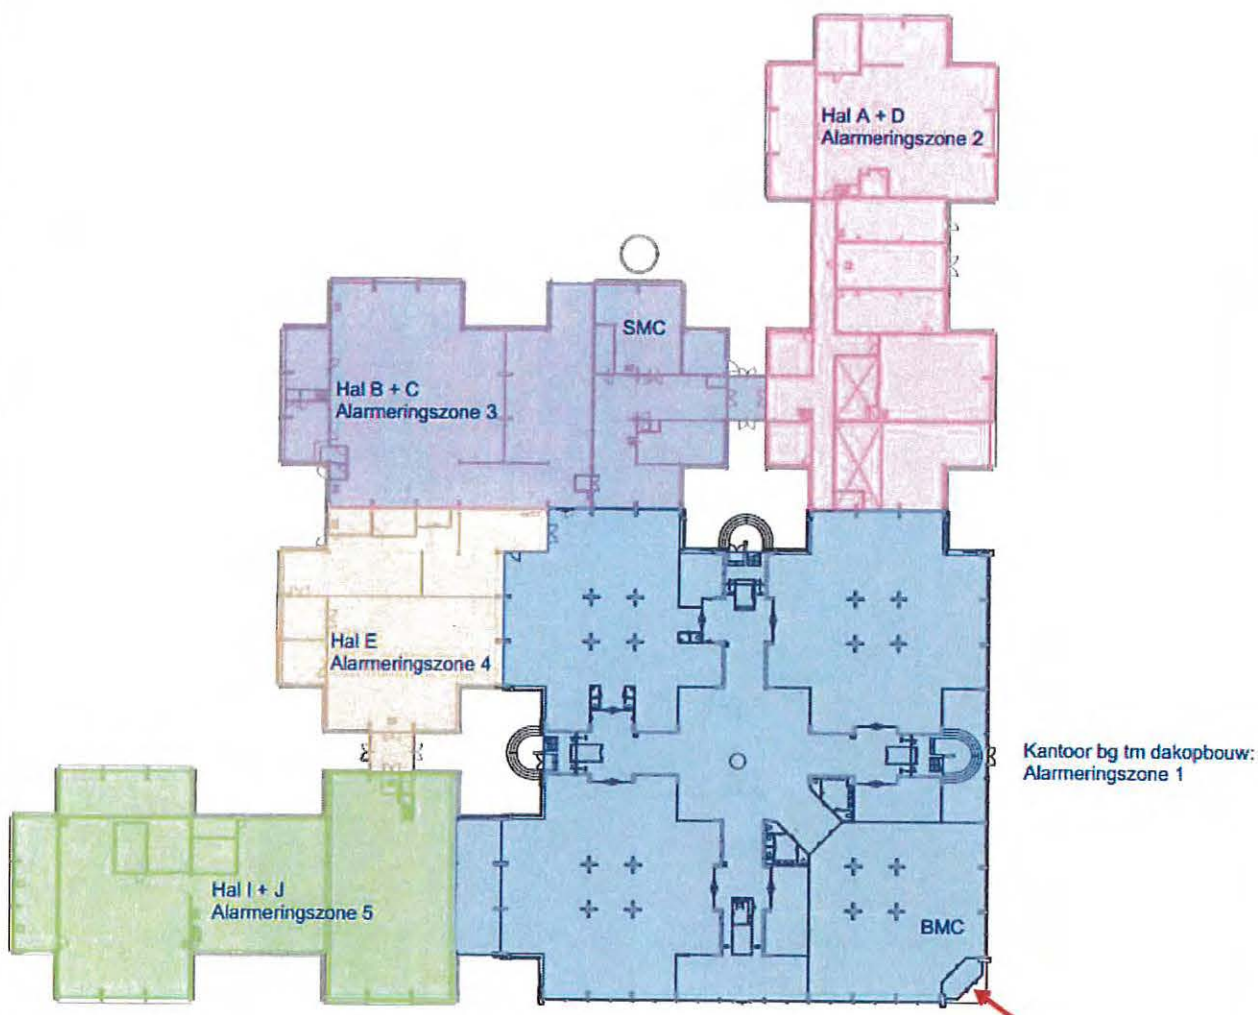 Hal A + D
Alarmeringszone 2
SMC
Hal B + C
Alarmeringszone 3
Hal E
Alarmeringszone 4
Kantoor bg tm dakopbouw:
Alarmeringszone 1
Hal I + J
Alarmeringszone 5
BMC